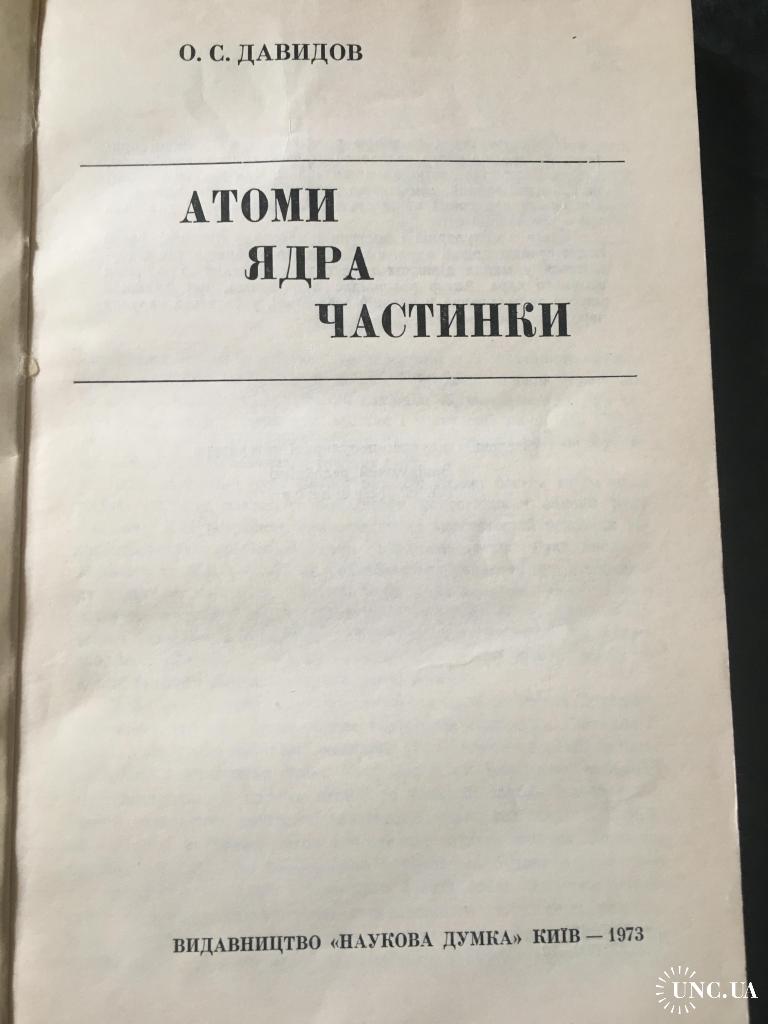 О. С. ДАВИДОВ
АТОМИ
ЯДРА
ЧАСТИНКИ
ВИДАВНИЦТВО «НАУКОВА ДУМКА» КИЇВ — 1973
UNC.UA